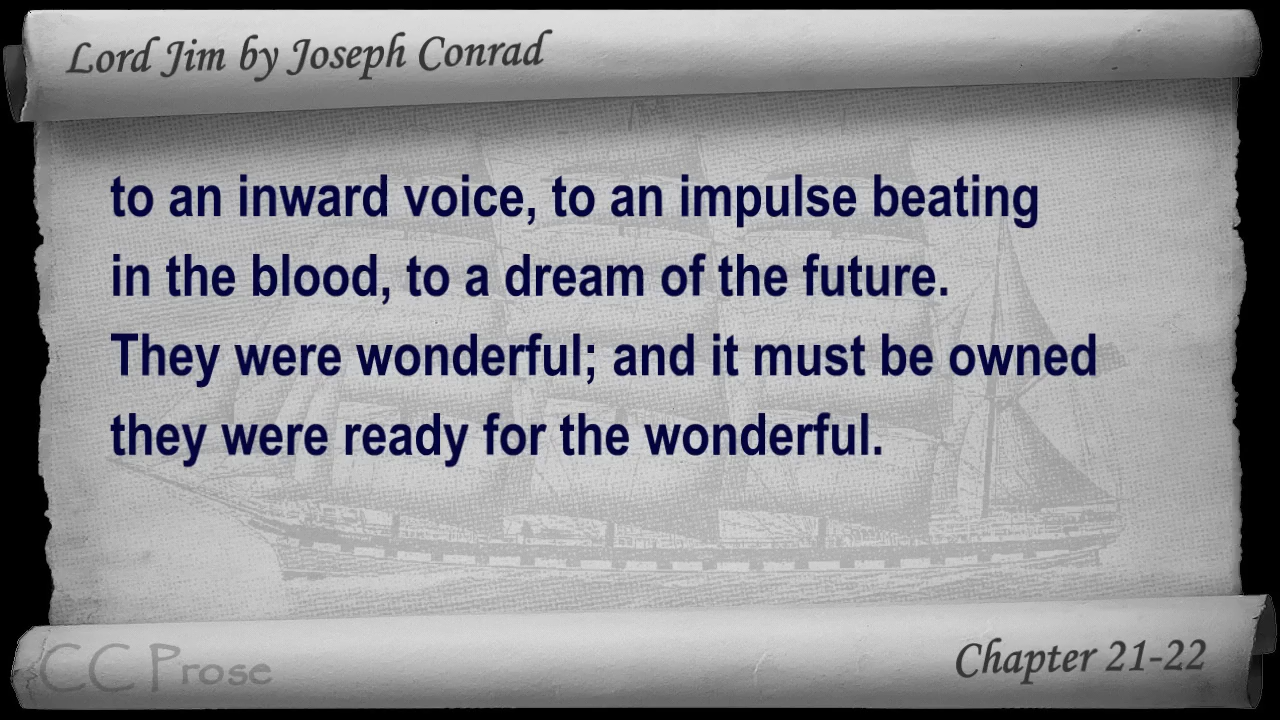 Lord Jim by Joseph Conrad
to an inward voice, to an impulse beating
in the blood, to a dream of the future.
They were wonderful; and it must be owned
they were ready for the wonderful.
CC Prose
Chapter 21-22